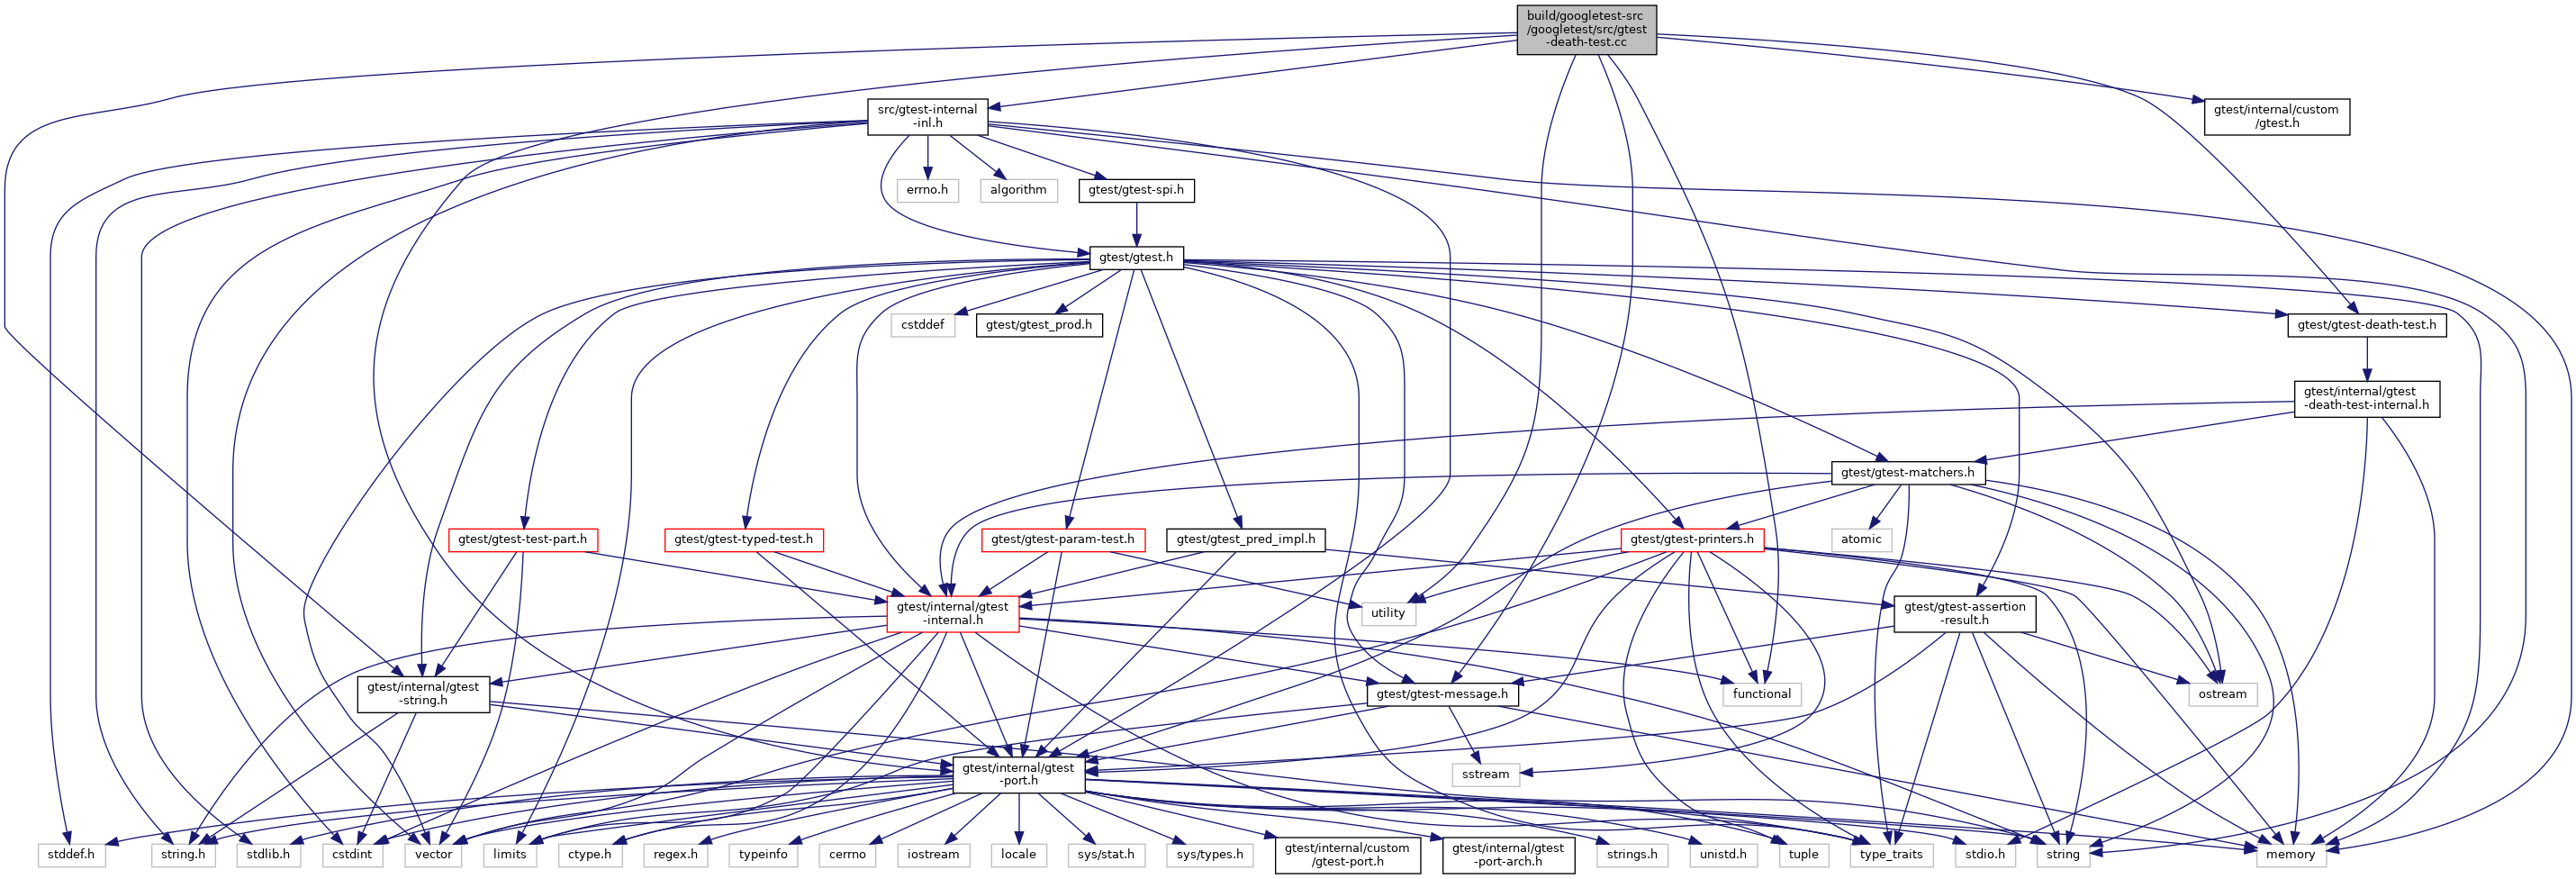 build/googletest-src
/googletest/src/gtest
-death-test.cc
src/gtest-internal
-inl.h
gtest/internal/custom
/gtest.h
errno.h
algorithm
gtest/gtest-spi.h
gtest/gtest.h
cstddef
gtest/gtest_prod.h
gtest/gtest-death-test.h
gtest/internal/gtest
-death-test-internal.h
gtest/gtest-matchers.h
gtest/gtest-test-part.h
gtest/gtest-typed-test.h
gtest/gtest-param-test.h
gtest/gtest_pred_impl.h
gtest/gtest-printers.h
atomic
gtest/internal/gtest
-internal.h
utility
gtest/gtest-assertion
-result.h
gtest/internal/gtest
-string.h
gtest/gtest-message.h
functional
ostream
gtest/internal/gtest
-port.h
sstream
stddef.h
string.h
stdlib.h
cstdint
vector
limits
ctype.h
regex.h
typeinfo
cerrno
iostream
locale
sys/stat.h
sys/types.h
gtest/internal/custom
/gtest-port.h
gtest/internal/gtest
-port-arch.h
strings.h
unistd.h
tuple
type_traits
stdio.h
string
memory